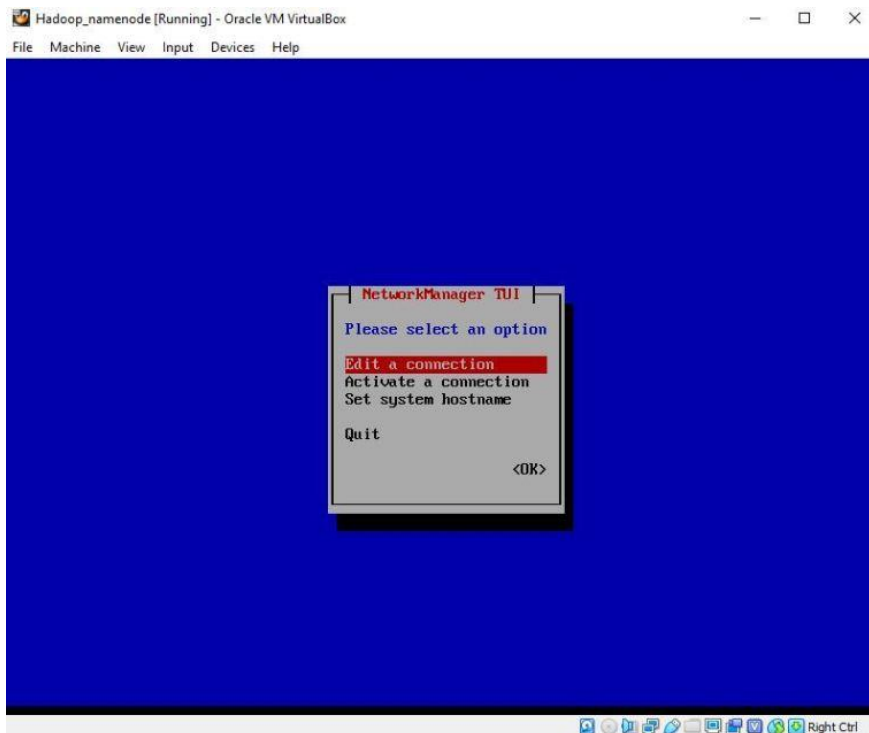 Hadoop_namenode [Running] - Oracle VM VirtualBox
File Machine View Input Devices Help
NetworkManager TUI
Please select an option
Edit a connection
Activate a connection
Set system hostname
Quit
<OK>
Right Ctrl